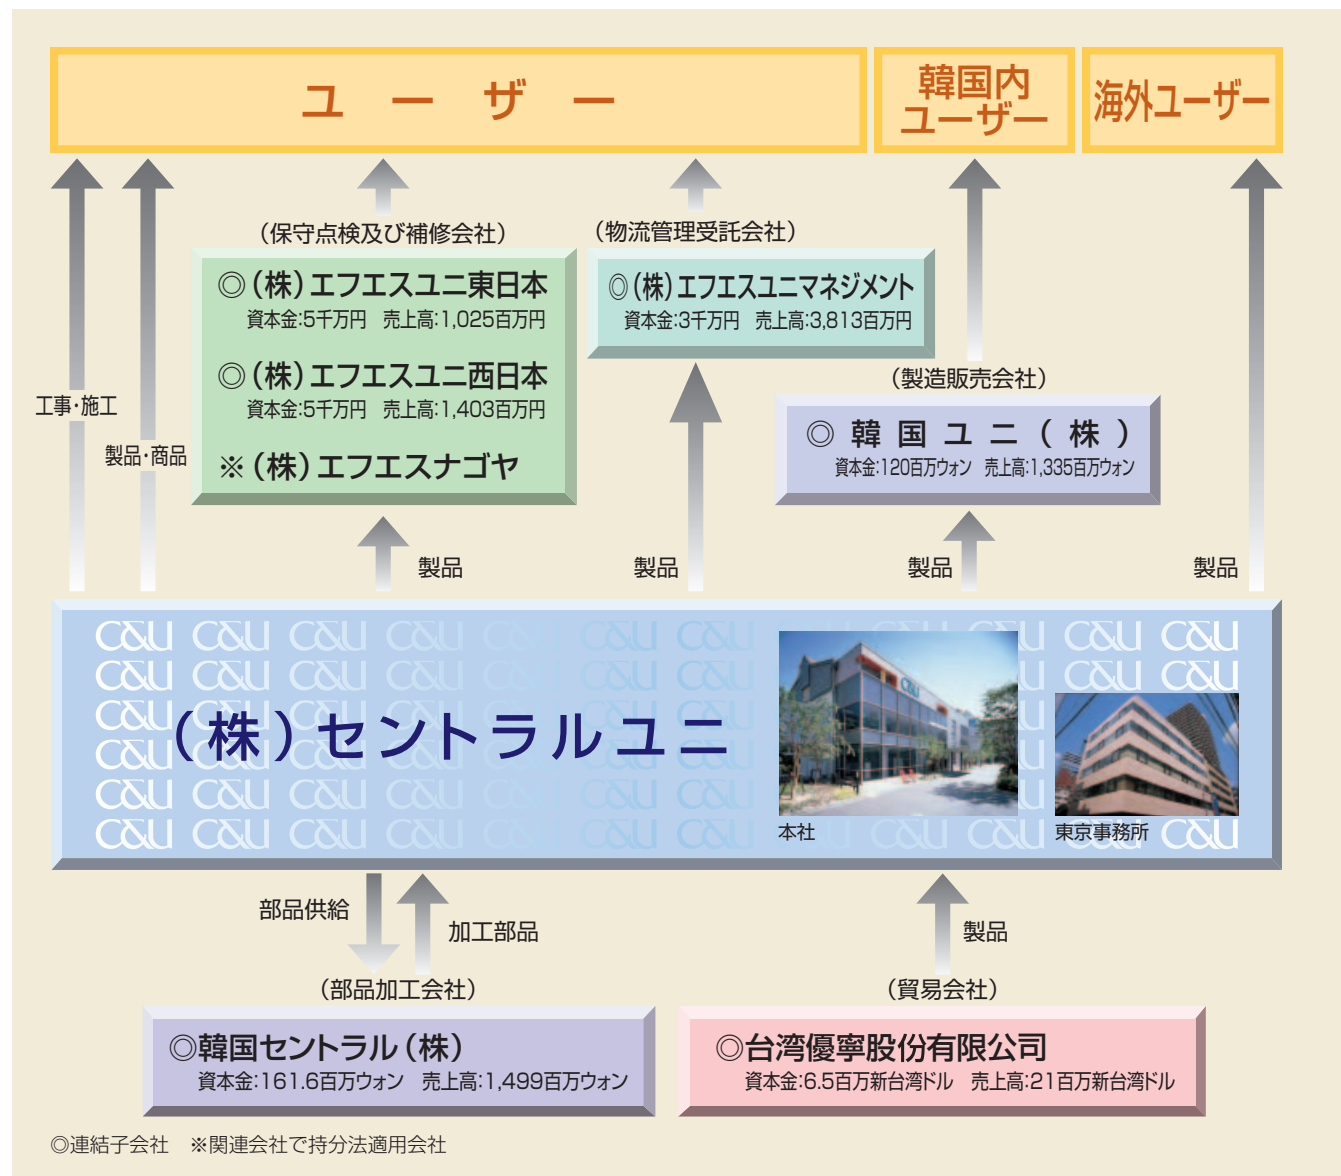 ユーザー
韓国内
ユーザー
海外ユーザー
（保守点検及び補修会社）
◎（株）エフエスユニ東日本
資本金：5千万円　売上高：1,025百万円
◎（株）エフエスユニ西日本
資本金：5千万円　売上高：1,403百万円
※（株）エフエスナゴヤ
（物流管理受託会社）
◎（株）エフエスユニマネジメント
資本金：3千万円　売上高：3,813百万円
（製造販売会社）
◎韓国ユニ（株）
資本金：120百万ウォン　売上高：1,335百万ウォン
工事・施工
製品・商品
製品
製品
製品
製品
C&U C&U C&U C&U C&U C&U C&U C&U C&U C&U
（株）セントラルユニ
本社
東京事務所
部品供給
加工部品
製品
（部品加工会社）
◎韓国セントラル（株）
資本金：161.6百万ウォン　売上高：1,499百万ウォン
（貿易会社）
◎台湾優寧股份有限公司
資本金：6.5百万新台湾ドル　売上高：21百万新台湾ドル
◎連結子会社　※関連会社で持分法適用会社